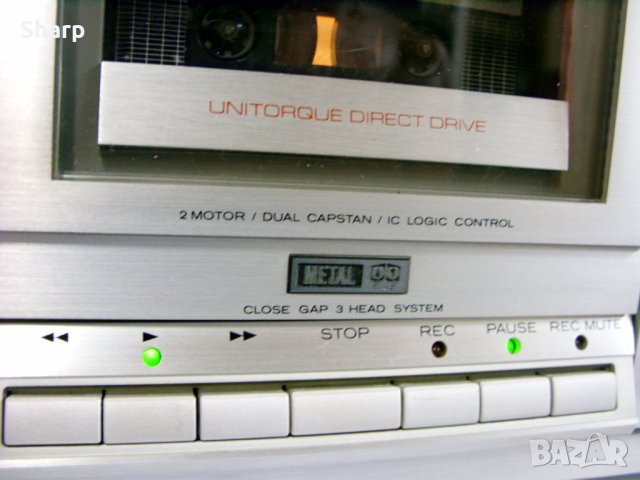 Sharp
UNITORQUE DIRECT DRIVE
2 MOTOR / DUAL CAPSTAN / IC LOGIC CONTROL
METAL
CLOSE GAP 3 HEAD SYSTEM
◀◀ ▶ ▶▶ STOP REC PAUSE REC MUTE
BAZAR